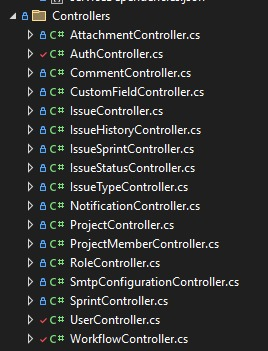 Controllers
C# AttachmentController.cs
C# AuthController.cs
C# CommentController.cs
C# CustomFieldController.cs
C# IssueController.cs
C# IssueHistoryController.cs
C# IssueSprintController.cs
C# IssueStatusController.cs
C# IssueTypeController.cs
C# NotificationController.cs
C# ProjectController.cs
C# ProjectMemberController.cs
C# RoleController.cs
C# SmtpConfigurationController.cs
C# SprintController.cs
C# UserController.cs
C# WorkflowController.cs